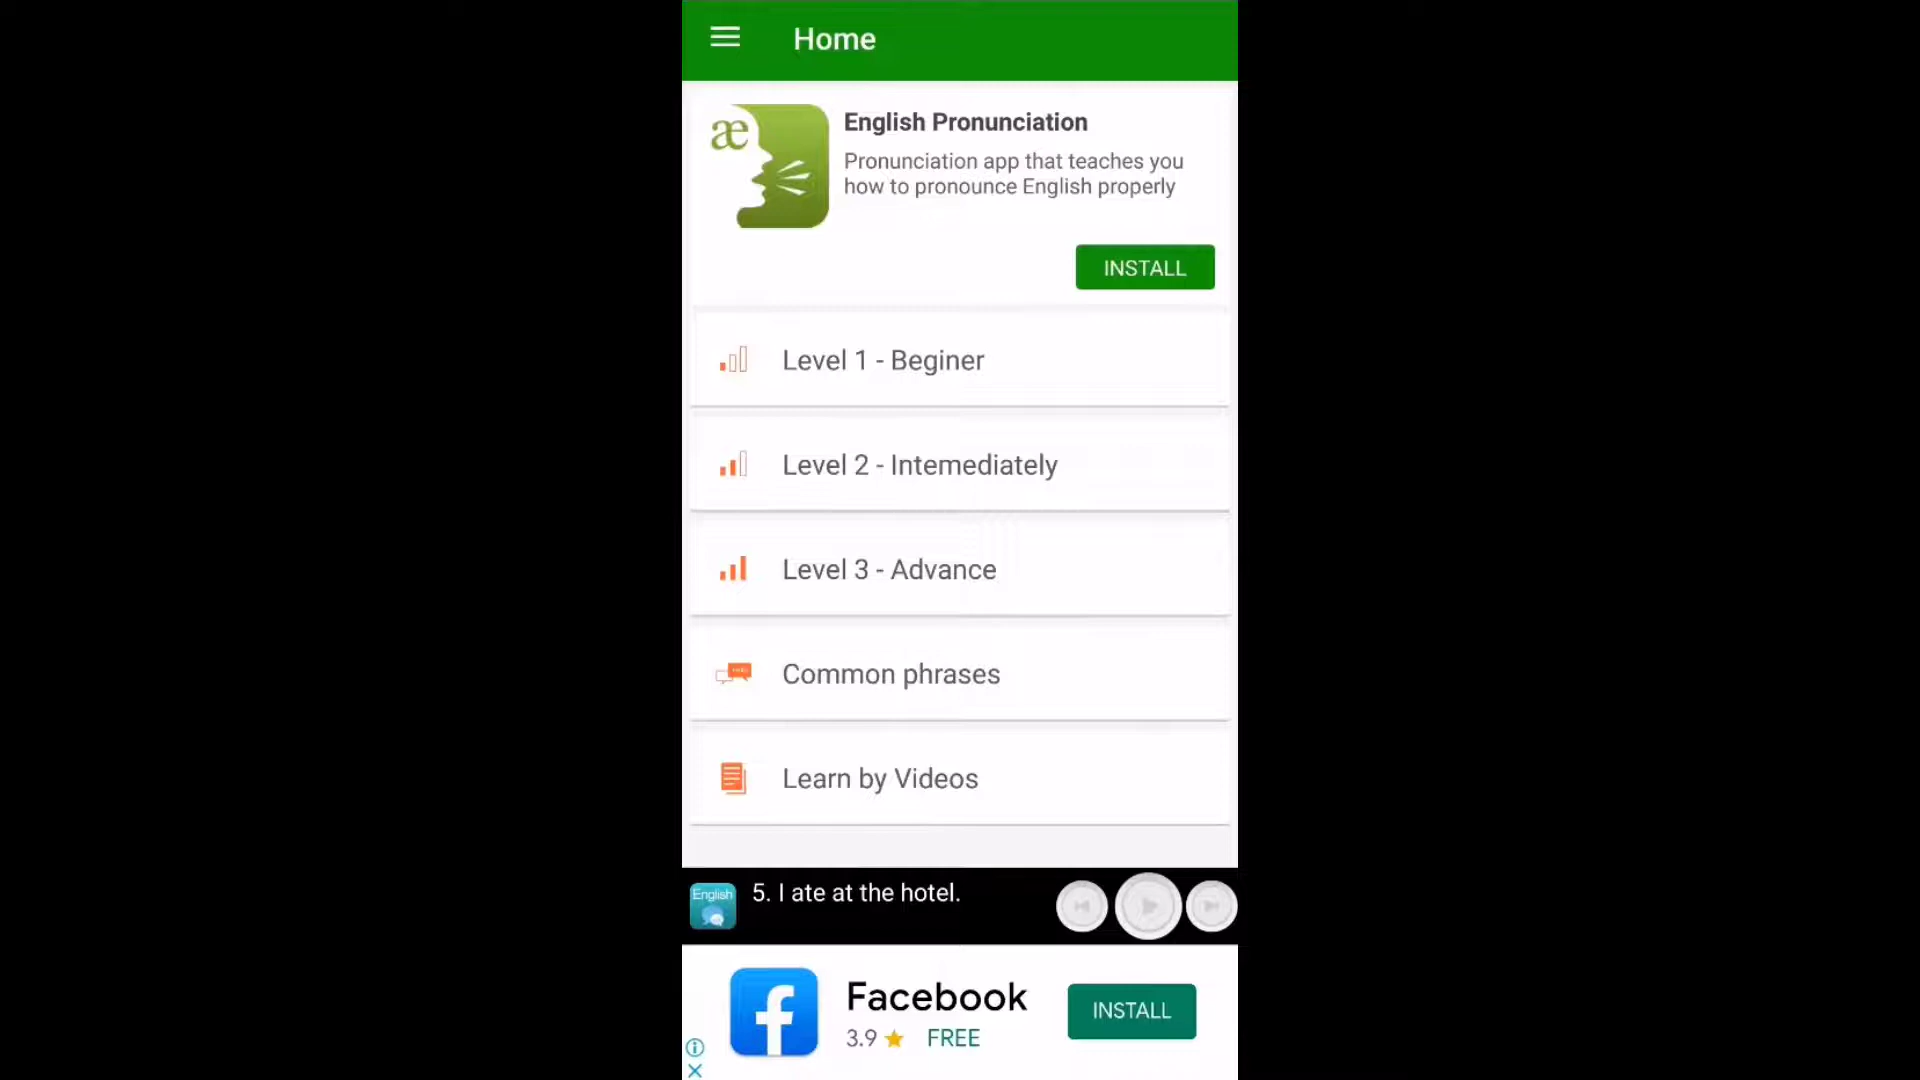 Home
æ
English Pronunciation
Pronunciation app that teaches you
how to pronounce English properly
INSTALL
Level 1 - Beginer
Level 2 - Intemediately
Level 3 - Advance
Common phrases
Learn by Videos
English
5. I ate at the hotel.
Facebook
3.9 ★ FREE
INSTALL